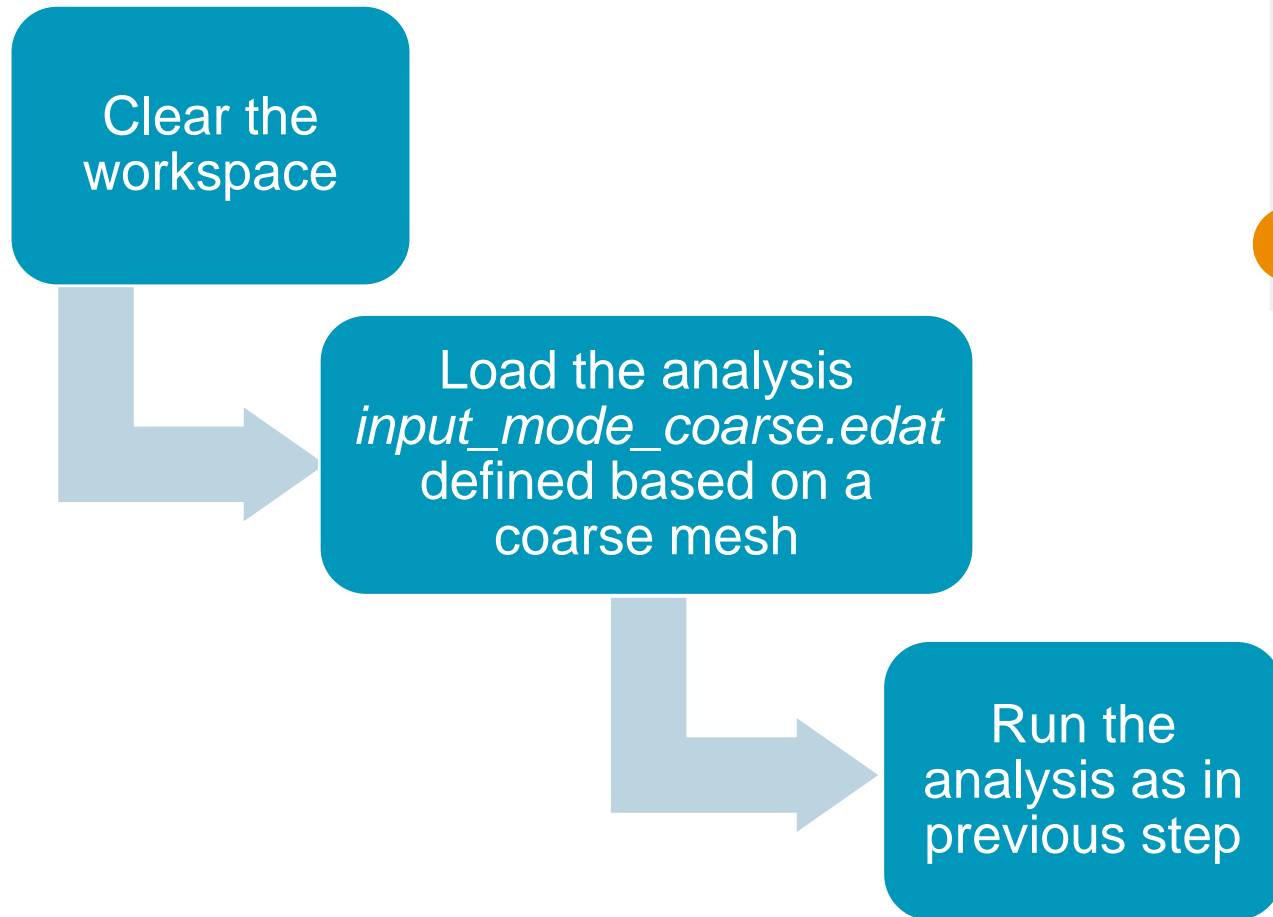 Clear the
workspace
Load the analysis
input_mode_coarse.edat
defined based on a
coarse mesh
Run the
analysis as in
previous step